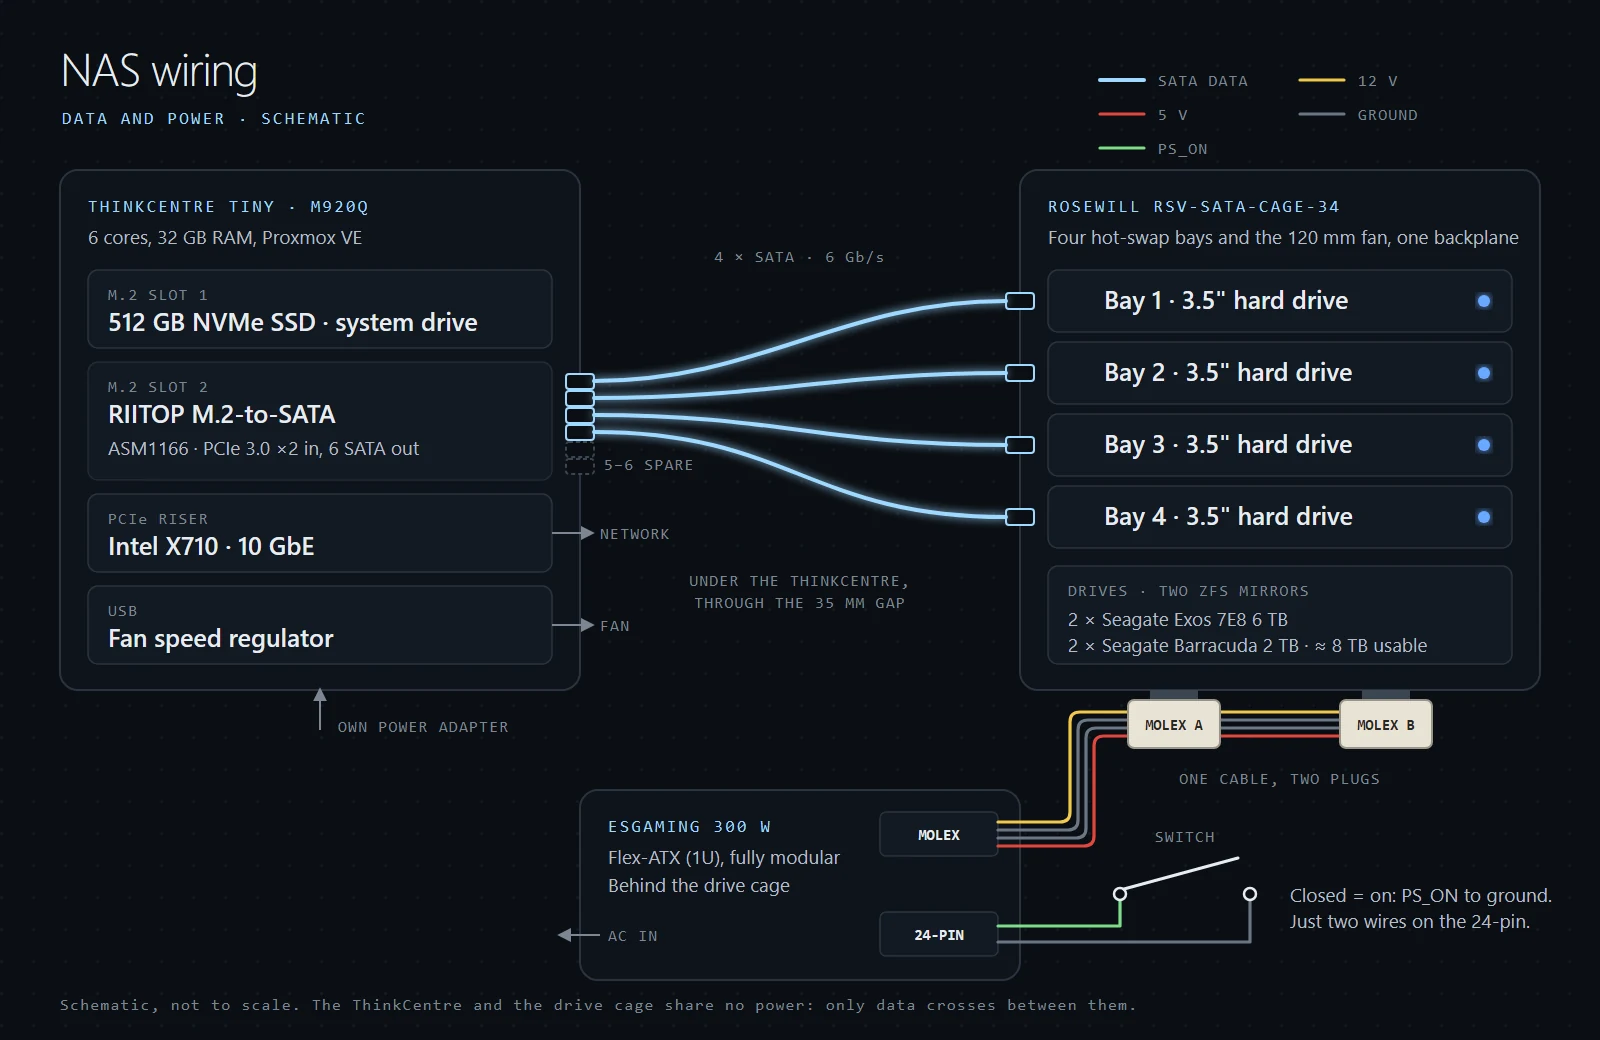 NAS wiring
DATA AND POWER · SCHEMATIC
SATA DATA
12 V
5 V
GROUND
PS_ON
THINKCENTRE TINY · M920Q
6 cores, 32 GB RAM, Proxmox VE
M.2 SLOT 1
512 GB NVMe SSD · system drive
M.2 SLOT 2
RIITOP M.2-to-SATA
ASM1166 · PCIe 3.0 ×2 in, 6 SATA out
5–6 SPARE
PCIe RISER
Intel X710 · 10 GbE
NETWORK
USB
Fan speed regulator
FAN
OWN POWER ADAPTER
4 × SATA · 6 Gb/s
UNDER THE THINKCENTRE,
THROUGH THE 35 MM GAP
ROSEWILL RSV-SATA-CAGE-34
Four hot-swap bays and the 120 mm fan, one backplane
Bay 1 · 3.5" hard drive
Bay 2 · 3.5" hard drive
Bay 3 · 3.5" hard drive
Bay 4 · 3.5" hard drive
DRIVES · TWO ZFS MIRRORS
2 × Seagate Exos 7E8 6 TB
2 × Seagate Barracuda 2 TB · ≈ 8 TB usable
MOLEX A
MOLEX B
ONE CABLE, TWO PLUGS
ESGAMING 300 W
Flex-ATX (1U), fully modular
Behind the drive cage
MOLEX
24-PIN
AC IN
SWITCH
Closed = on: PS_ON to ground.
Just two wires on the 24-pin.
Schematic, not to scale. The ThinkCentre and the drive cage share no power: only data crosses between them.